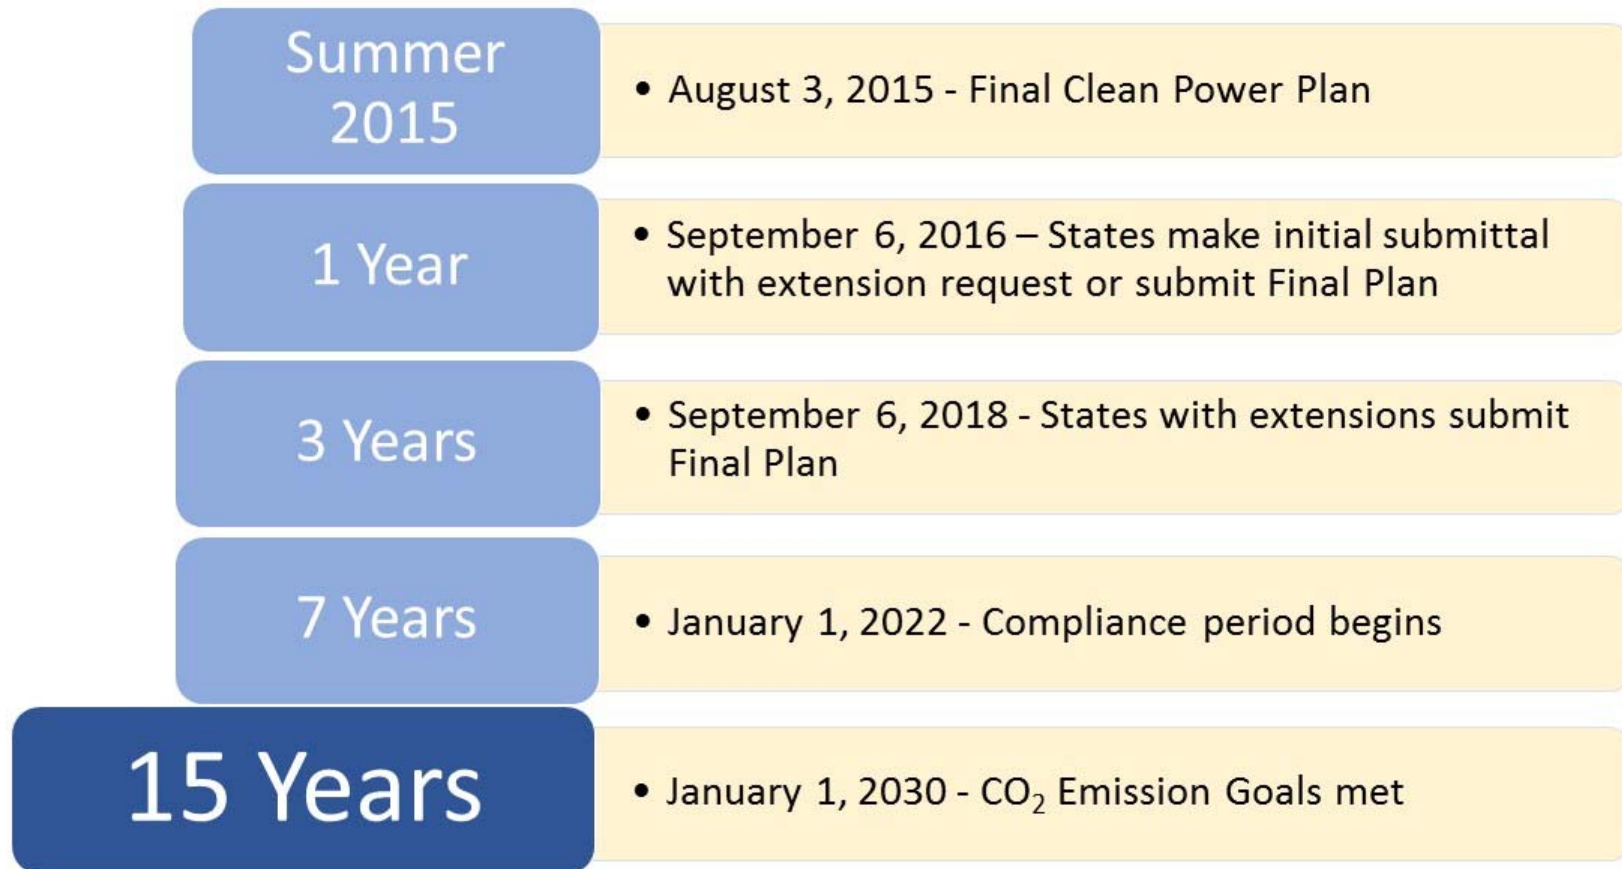 Summer
2015
• August 3, 2015 - Final Clean Power Plan
1 Year
• September 6, 2016 – States make initial submittal
with extension request or submit Final Plan
3 Years
• September 6, 2018 - States with extensions submit
Final Plan
7 Years
• January 1, 2022 - Compliance period begins
15 Years
• January 1, 2030 - CO₂ Emission Goals met